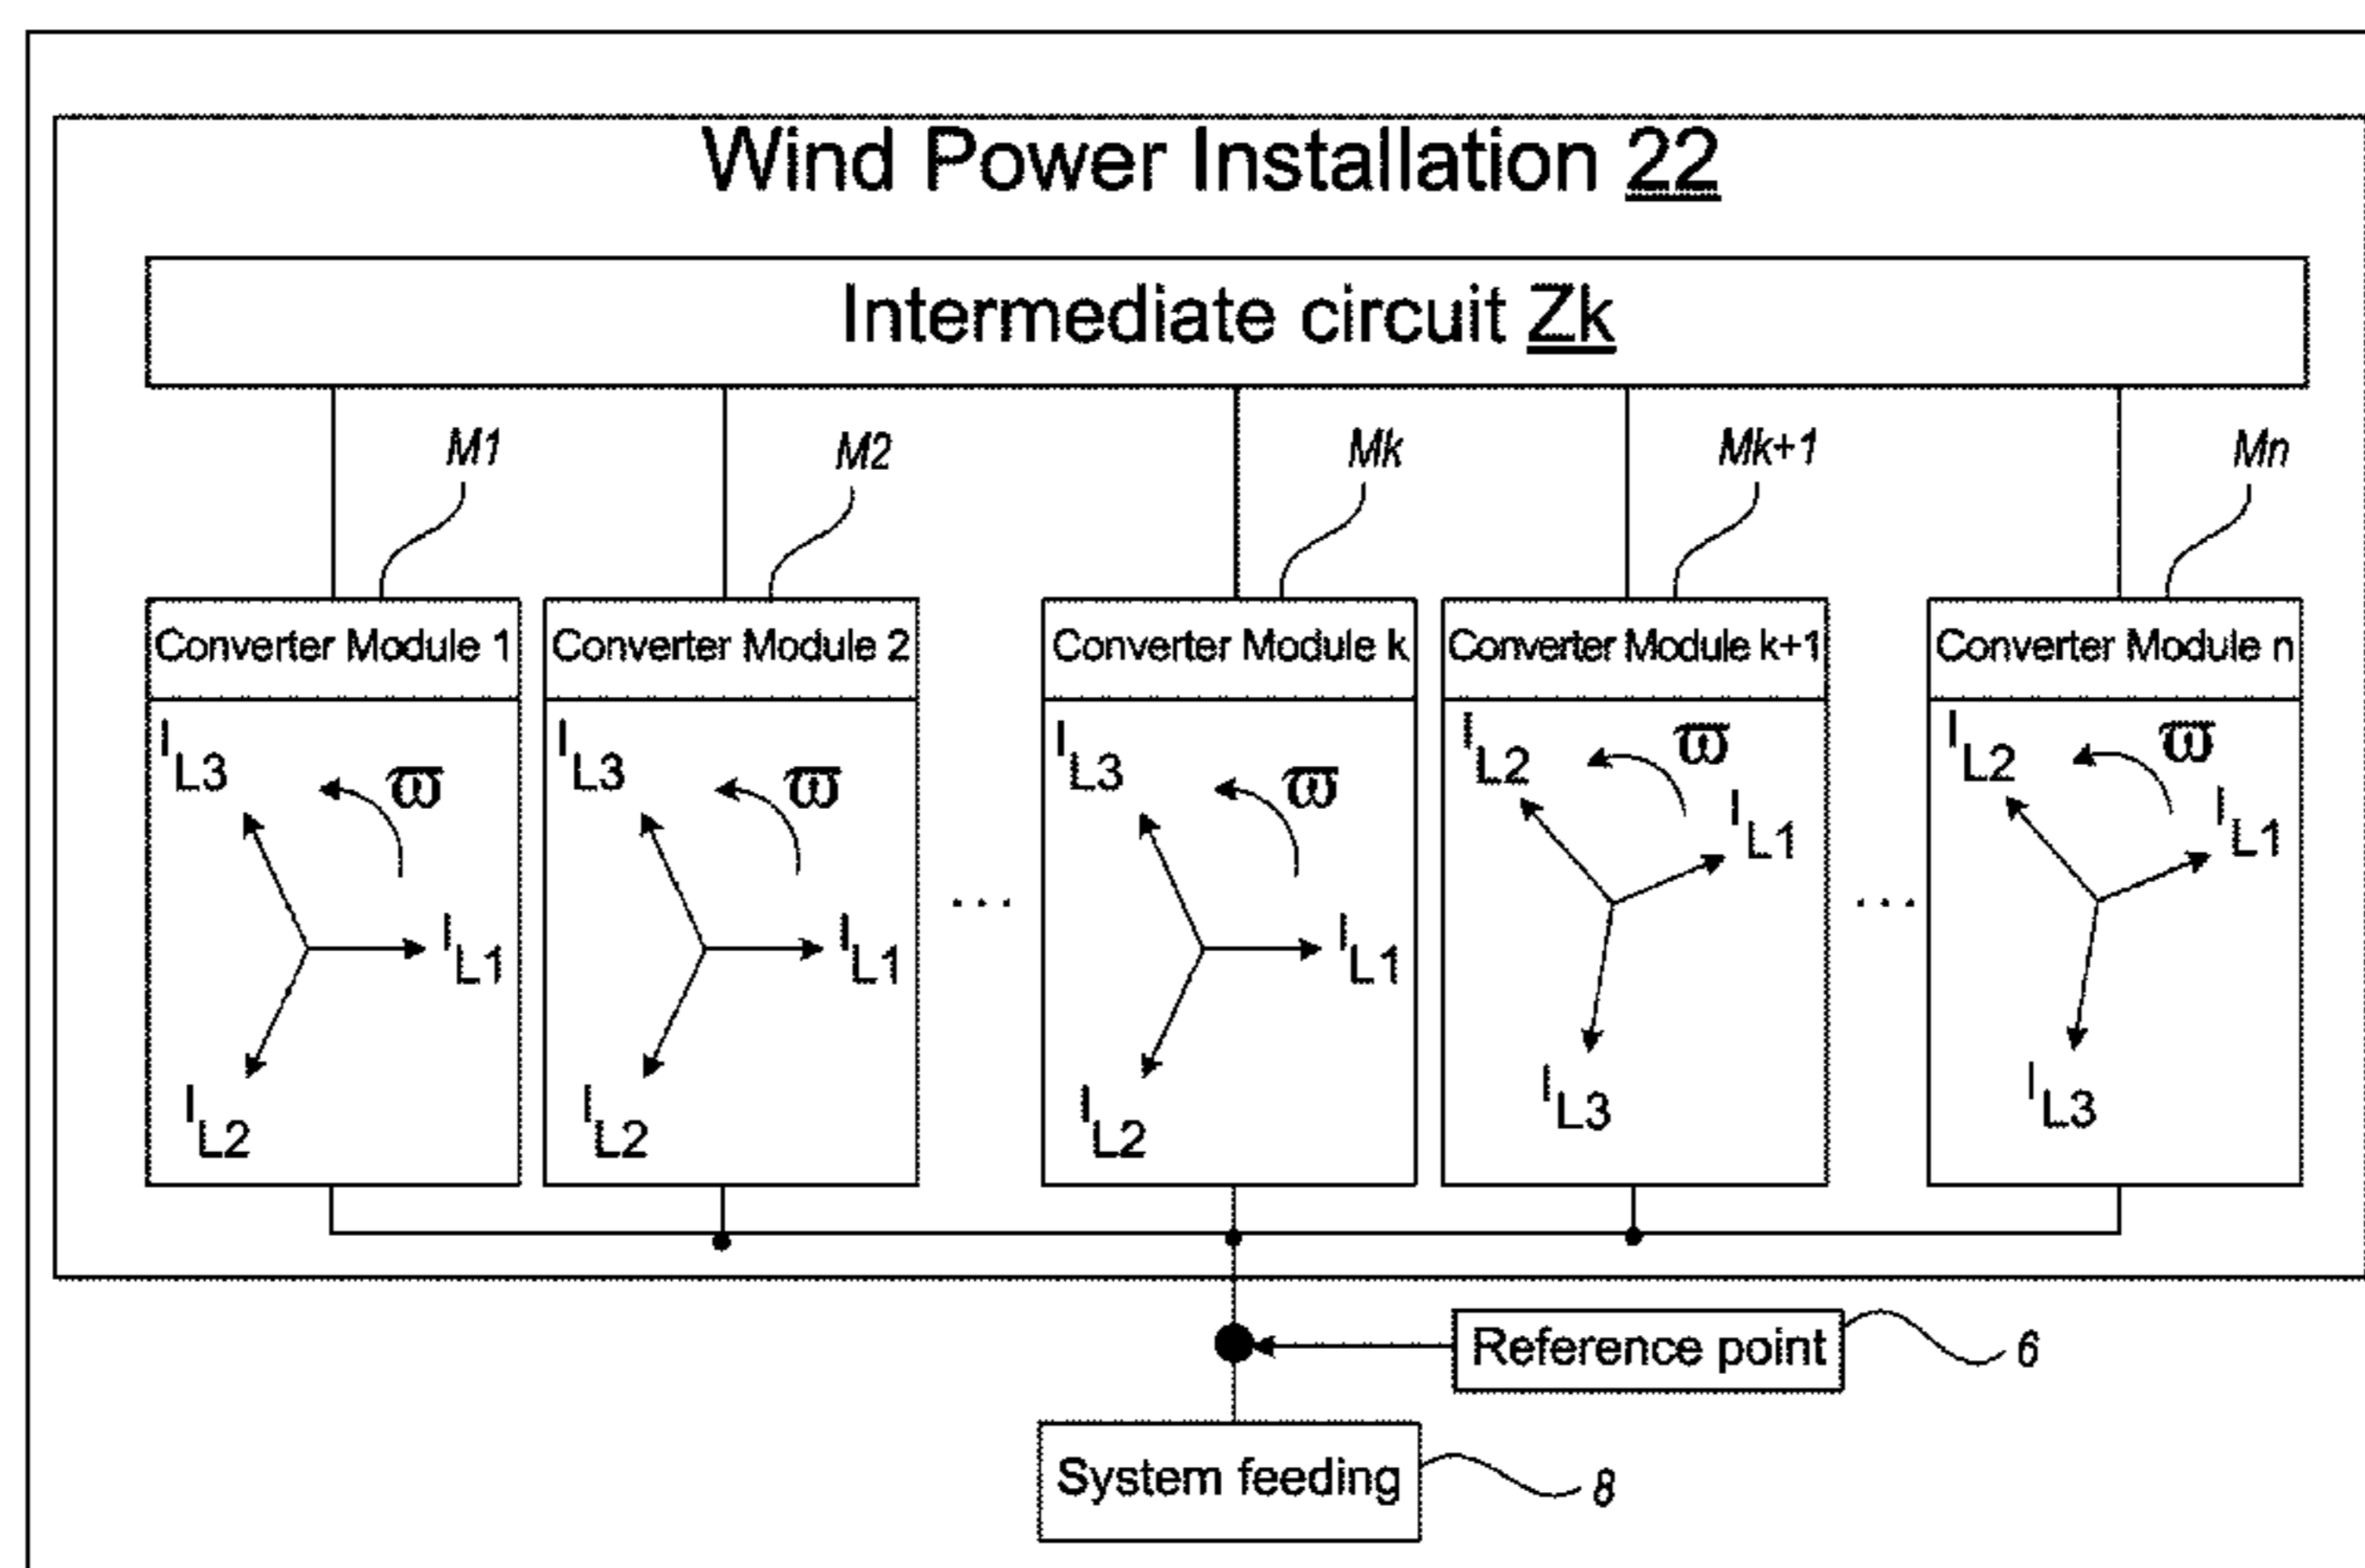 Wind Power Installation 22
Intermediate circuit Zk
M1 M2 Mk Mk+1 Mn
Converter Module 1 Converter Module 2 Converter Module k Converter Module k+1 Converter Module n
IL3 ϖ IL1 IL2
IL3 ϖ IL1 IL2
...
IL3 ϖ IL1 IL2
IL2 ϖ IL1 IL3
...
IL2 ϖ IL1 IL3
Reference point 6
System feeding 8